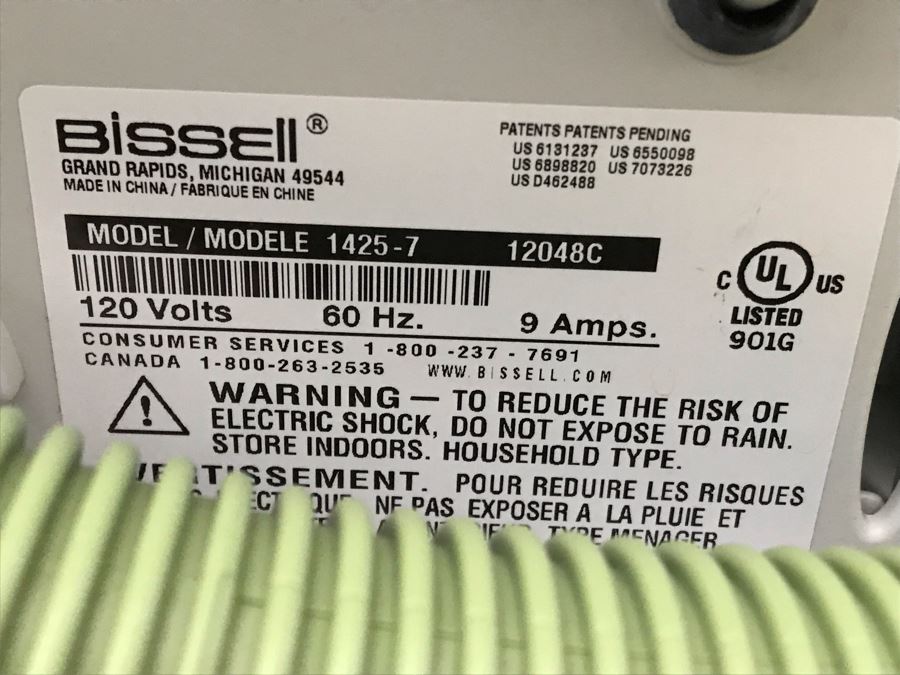 BISSELL®
GRAND RAPIDS, MICHIGAN 49544
MADE IN CHINA / FABRIQUE EN CHINE
PATENTS PATENTS PENDING
US 6131237 US 6550098
US 6898820 US 7073226
US D462488
MODEL / MODELE 1425-7 12048C
120 Volts 60 Hz. 9 Amps.
CONSUMER SERVICES 1 -800 -237 - 7691
CANADA 1-800-263-2535 WWW.BISSELL.COM
C UL US
LISTED
901G
WARNING — TO REDUCE THE RISK OF
ELECTRIC SHOCK, DO NOT EXPOSE TO RAIN.
STORE INDOORS. HOUSEHOLD TYPE.
AVERTISSEMENT. POUR REDUIRE LES RISQUES
NE PAS EXPOSER A LA PLUIE ET
TYPE MENAGER